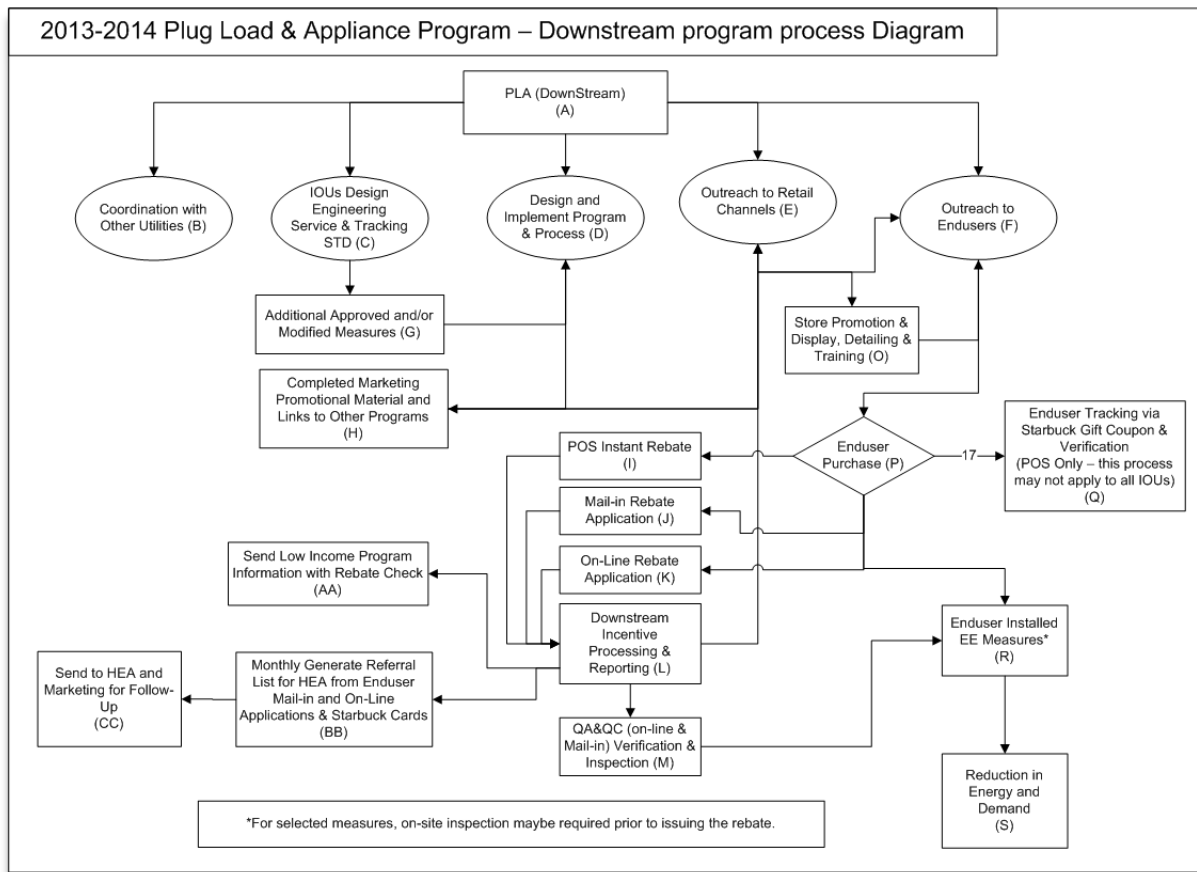 2013-2014 Plug Load & Appliance Program – Downstream program process Diagram
PLA (DownStream)
(A)
Coordination with
Other Utilities (B)
IOUs Design
Engineering
Service & Tracking
STD (C)
Design and
Implement Program
& Process (D)
Outreach to Retail
Channels (E)
Outreach to
Endusers (F)
Additional Approved and/or
Modified Measures (G)
Store Promotion &
Display, Detailing &
Training (O)
Completed Marketing
Promotional Material and
Links to Other Programs
(H)
POS Instant Rebate
(I)
Enduser
Purchase (P)
17
Enduser Tracking via
Starbuck Gift Coupon &
Verification
(POS Only – this process
may not apply to all IOUs)
(Q)
Mail-in Rebate
Application (J)
Send Low Income Program
Information with Rebate Check
(AA)
On-Line Rebate
Application (K)
Downstream
Incentive
Processing &
Reporting (L)
Enduser Installed
EE Measures*
(R)
Send to HEA and
Marketing for Follow-
Up
(CC)
Monthly Generate Referral
List for HEA from Enduser
Mail-in and On-Line
Applications & Starbuck Cards
(BB)
QA&QC (on-line &
Mail-in) Verification &
Inspection (M)
Reduction in
Energy and
Demand
(S)
*For selected measures, on-site inspection maybe required prior to issuing the rebate.